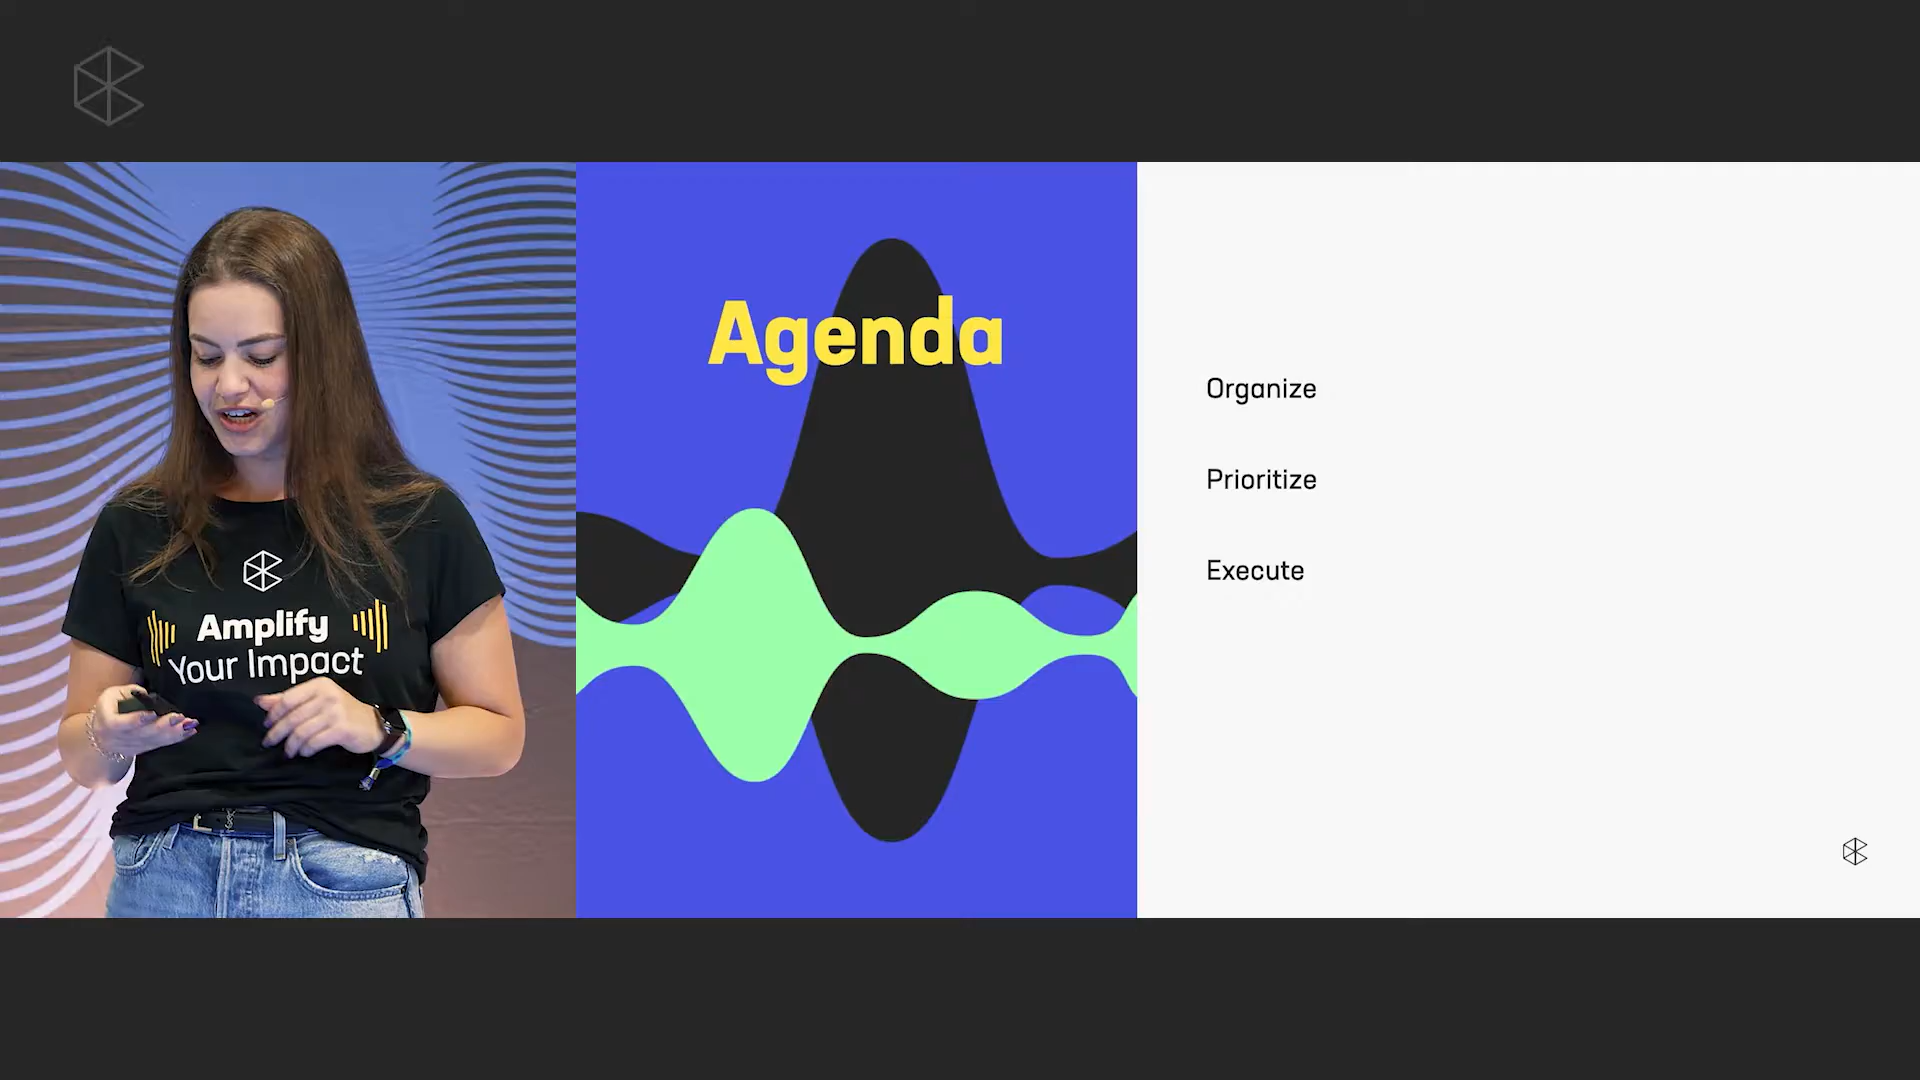 Amplify
Your Impact
Agenda
Organize
Prioritize
Execute